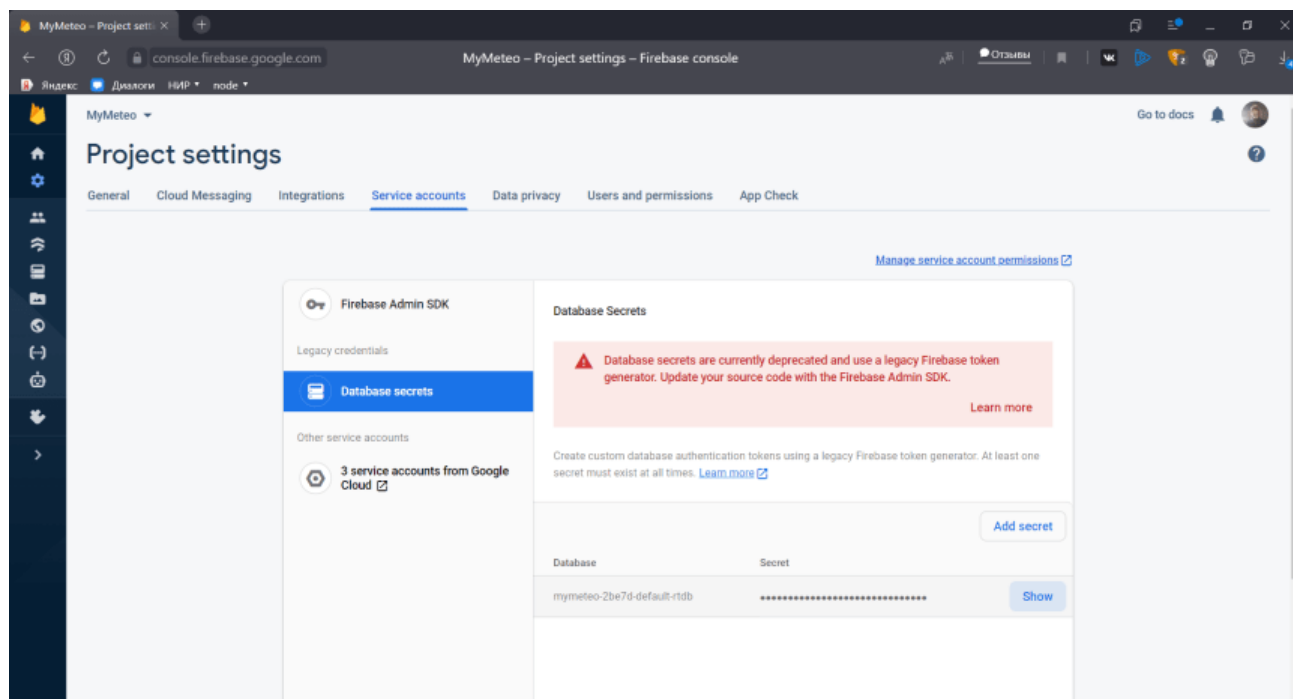 MyMeteo – Project sett
console.firebase.google.com
MyMeteo – Project settings – Firebase console
Отзывы
Яндекс
Диалоги
НИР
node
MyMeteo
Go to docs
Project settings
General
Cloud Messaging
Integrations
Service accounts
Data privacy
Users and permissions
App Check
Manage service account permissions
Firebase Admin SDK
Legacy credentials
Database secrets
Other service accounts
3 service accounts from Google
Cloud
Database Secrets
Database secrets are currently deprecated and use a legacy Firebase token
generator. Update your source code with the Firebase Admin SDK.
Learn more
Create custom database authentication tokens using a legacy Firebase token generator. At least one
secret must exist at all times. Learn more
Add secret
Database
Secret
mymeteo-2be7d-default-rtdb
••••••••••••••••••••••••••••••
Show